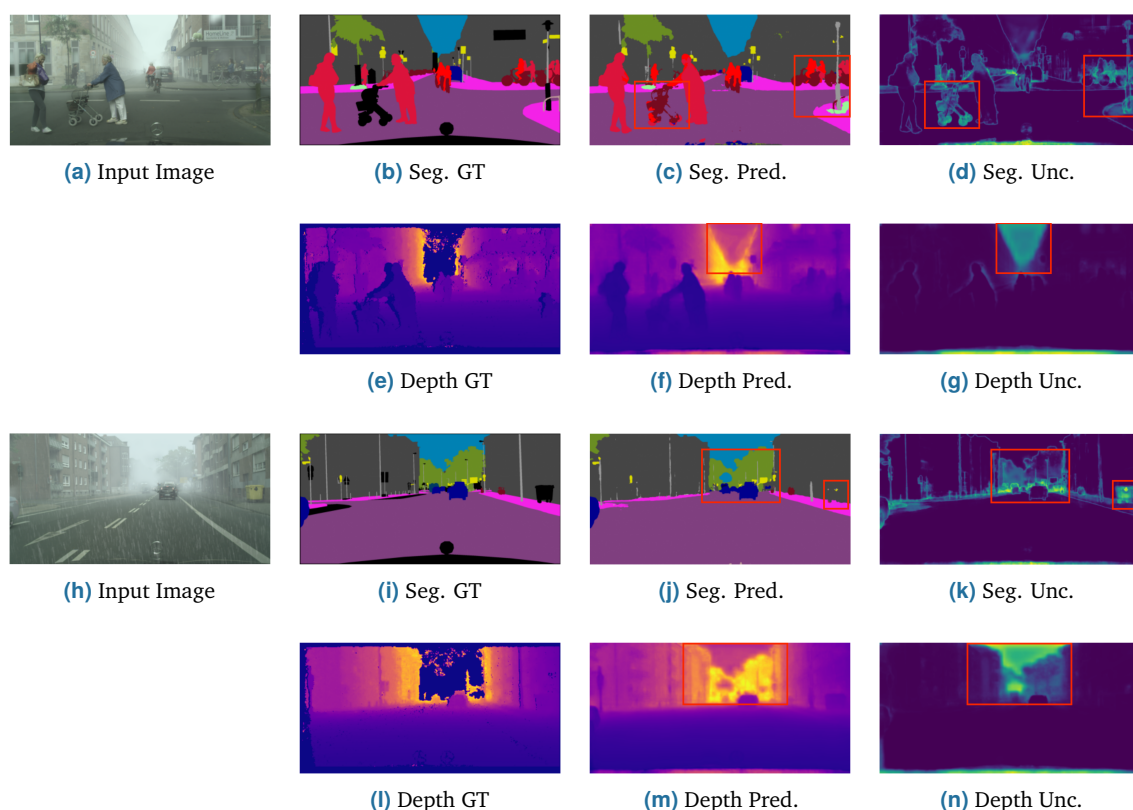 (a) Input Image
(b) Seg. GT
(c) Seg. Pred.
(d) Seg. Unc.
(e) Depth GT
(f) Depth Pred.
(g) Depth Unc.
(h) Input Image
(i) Seg. GT
(j) Seg. Pred.
(k) Seg. Unc.
(l) Depth GT
(m) Depth Pred.
(n) Depth Unc.